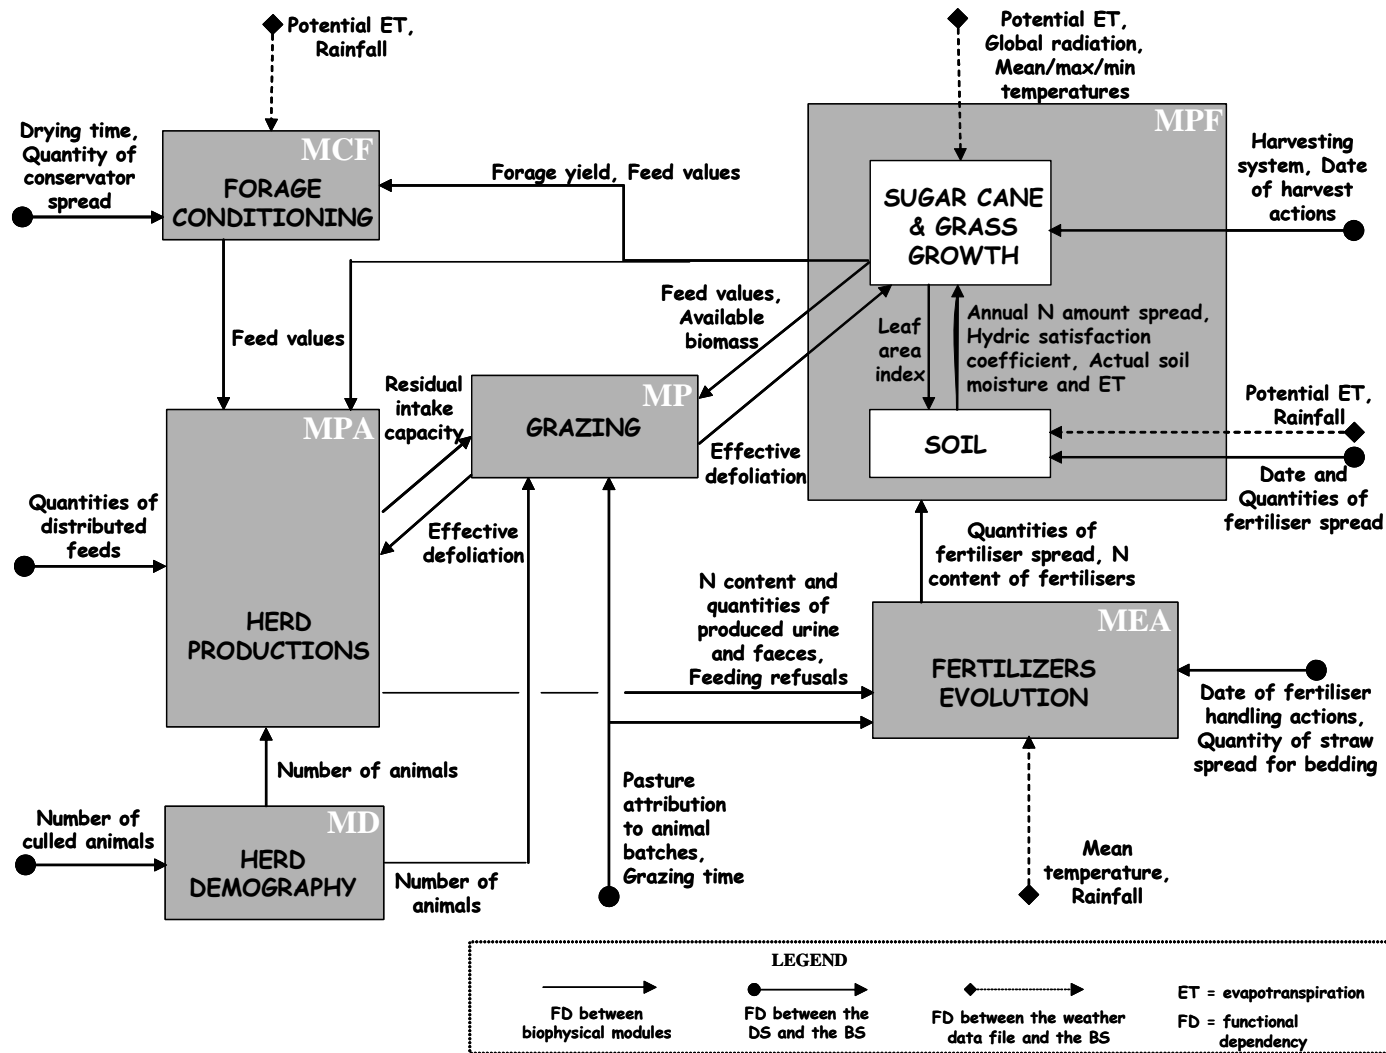 Potential ET,
Rainfall
Potential ET,
Global radiation,
Mean/max/min
temperatures
Drying time,
Quantity of
conservator
spread
MCF
FORAGE
CONDITIONING
Forage yield, Feed values
MPF
SUGAR CANE
& GRASS
GROWTH
Harvesting
system, Date
of harvest
actions
Feed values
Feed values,
Available
biomass
Leaf
area
index
Annual N amount spread,
Hydric satisfaction
coefficient, Actual soil
moisture and ET
Residual
intake
capacity
MP
GRAZING
MPA
HERD
PRODUCTIONS
Effective
defoliation
Effective
defoliation
SOIL
Potential ET,
Rainfall
Date and
Quantities of
fertiliser spread
Quantities of
distributed
feeds
Quantities of
fertiliser spread, N
content of fertilisers
N content and
quantities of
produced urine
and faeces,
Feeding refusals
MEA
FERTILIZERS
EVOLUTION
Date of fertiliser
handling actions,
Quantity of straw
spread for bedding
Number of animals
Number of
culled animals
MD
HERD
DEMOGRAPHY
Number of
animals
Pasture
attribution
to animal
batches,
Grazing time
Mean
temperature,
Rainfall
LEGEND
FD between
biophysical modules
FD between the
DS and the BS
FD between the weather
data file and the BS
ET = evapotranspiration
FD = functional
dependency